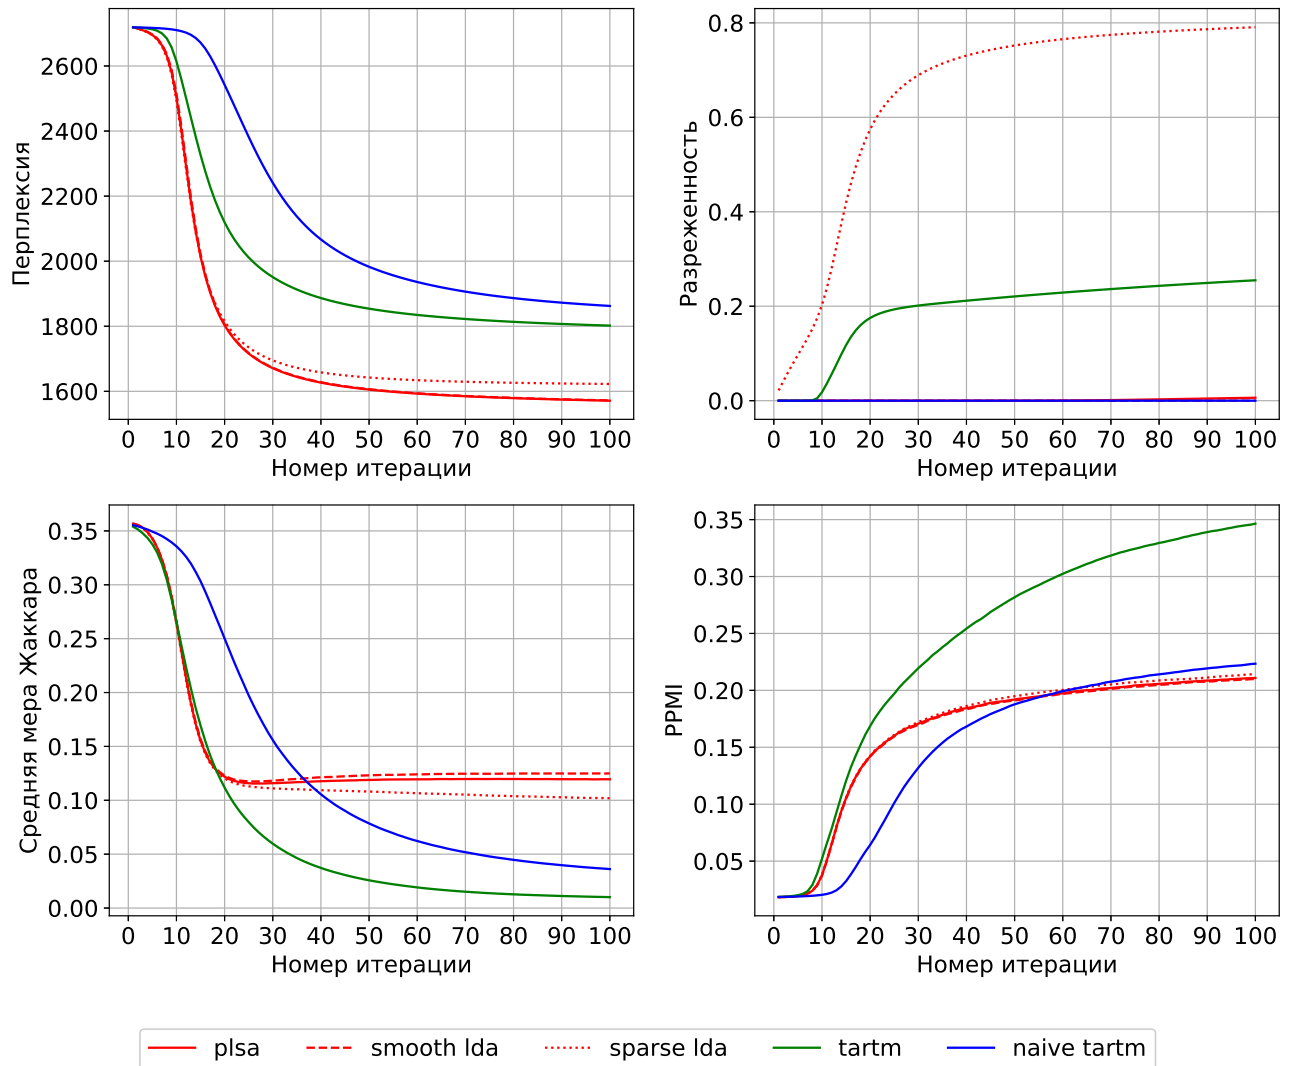 Перплексия
2600
2400
2200
2000
1800
1600
0 10 20 30 40 50 60 70 80 90 100
Номер итерации
Разреженность
0.8
0.6
0.4
0.2
0.0
0 10 20 30 40 50 60 70 80 90 100
Номер итерации
Средняя мера Жаккара
0.35
0.30
0.25
0.20
0.15
0.10
0.05
0.00
0 10 20 30 40 50 60 70 80 90 100
Номер итерации
PPMI
0.35
0.30
0.25
0.20
0.15
0.10
0.05
0 10 20 30 40 50 60 70 80 90 100
Номер итерации
plsa smooth lda sparse lda tartm naive tartm